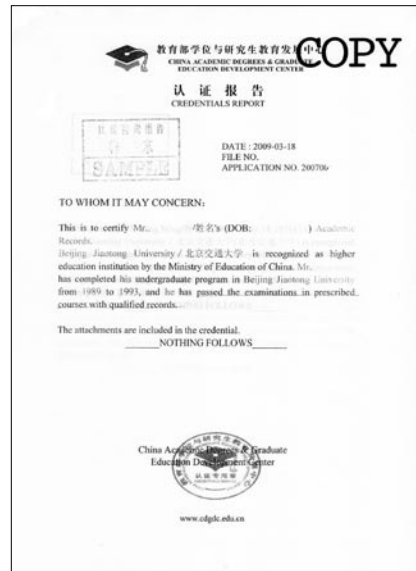 教育部学位与研究生教育发展中心
COPY
CHINA ACADEMIC DEGREES & GRADUATE
EDUCATION DEVELOPMENT CENTER
认 证 报 告
CREDENTIALS REPORT
SAMPLE
DATE : 2009-03-18
FILE NO.
APPLICATION NO. 200706
TO WHOM IT MAY CONCERN:
This is to certify Mr. /姓名's (DOB: ) Academic
Records.
Beijing Jiaotong University / 北京交通大学 is recognized as higher
education institution by the Ministry of Education of China. Mr.
has completed his undergraduate program in Beijing Jiaotong University
from 1989 to 1993, and he has passed the examinations in prescribed
courses with qualified records.
The attachments are included in the credential.
NOTHING FOLLOWS
China Academic Degrees & Graduate
Education Development Center
www.cdgdc.edu.cn